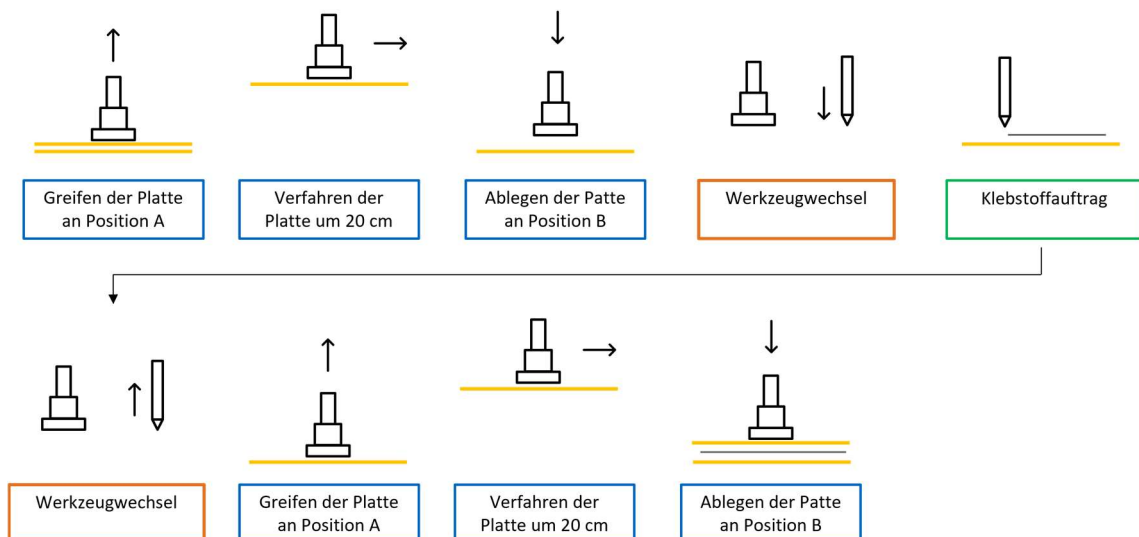 Greifen der Platte
an Position A
Verfahren der
Platte um 20 cm
Ablegen der Patte
an Position B
Werkzeugwechsel
Klebstoffauftrag
Werkzeugwechsel
Greifen der Platte
an Position A
Verfahren der
Platte um 20 cm
Ablegen der Patte
an Position B